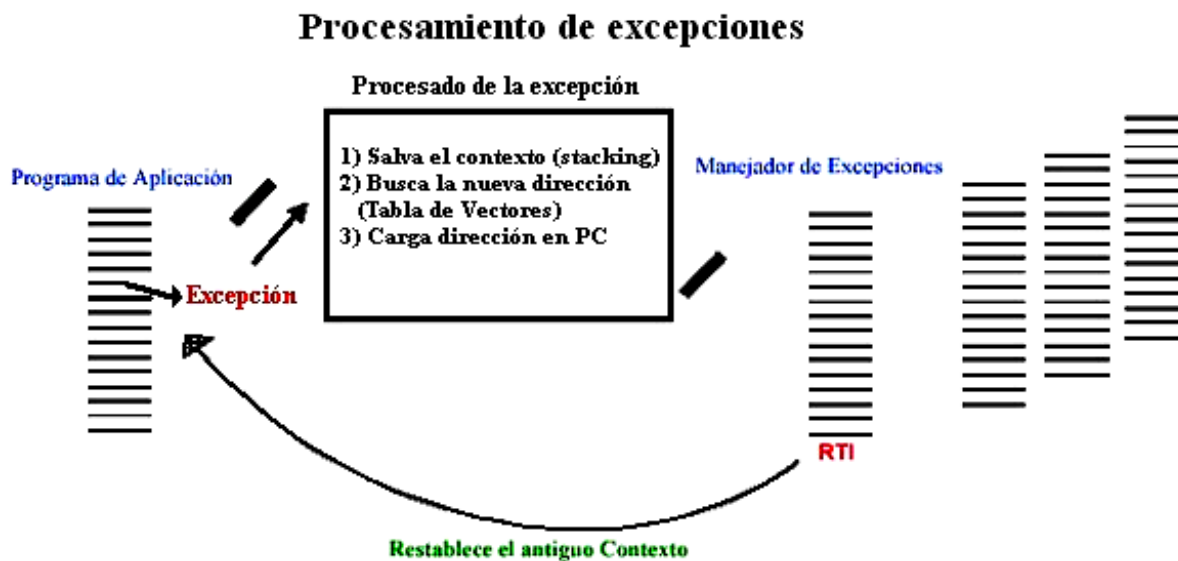 Procesamiento de excepciones
Procesado de la excepción
1) Salva el contexto (stacking)
2) Busca la nueva dirección
(Tabla de Vectores)
3) Carga dirección en PC
Programa de Aplicación
Excepción
Manejador de Excepciones
RTI
Restablece el antiguo Contexto